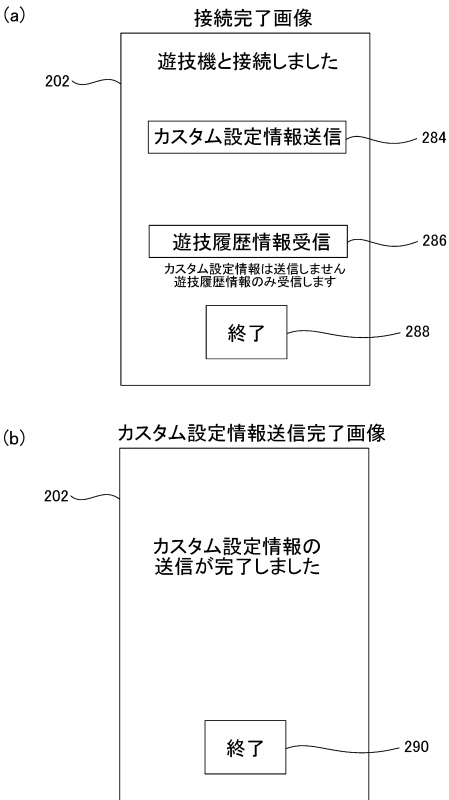 (a)
接続完了画像
遊技機と接続しました
202
カスタム設定情報送信
284
遊技履歴情報受信
286
カスタム設定情報は送信しません
遊技履歴情報のみ受信します
終了
288
(b)
カスタム設定情報送信完了画像
202
カスタム設定情報の
送信が完了しました
終了
290